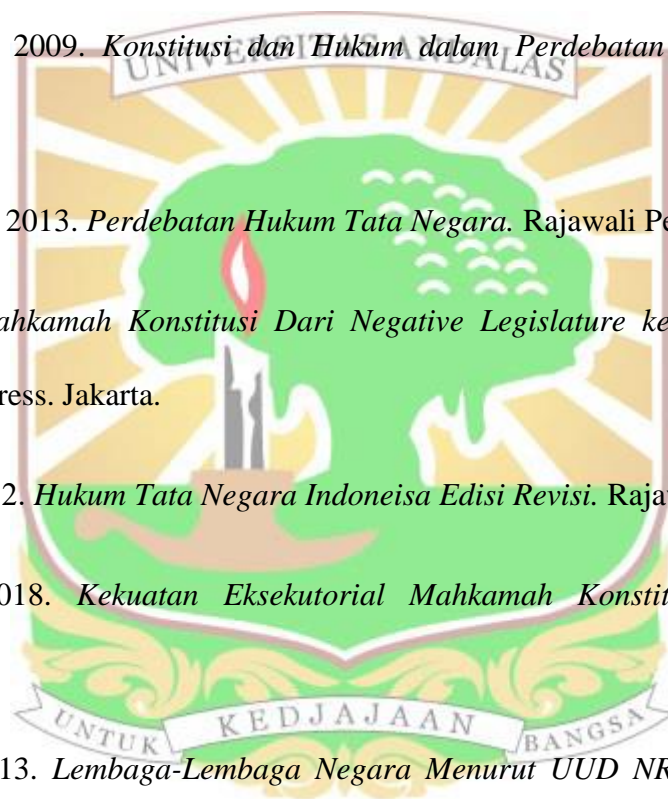 2009. Konstitusi dan Hukum dalam Perdebatan
UNIVERSITAS ANDALAS
2013. Perdebatan Hukum Tata Negara. Rajawali Pe
ahkamah Konstitusi Dari Negative Legislature ke
ress. Jakarta.
2. Hukum Tata Negara Indoneisa Edisi Revisi. Raja
018. Kekuatan Eksekutorial Mahkamah Konstit
UNTUK KEDJAJAAN BANGSA
13. Lembaga-Lembaga Negara Menurut UUD NR